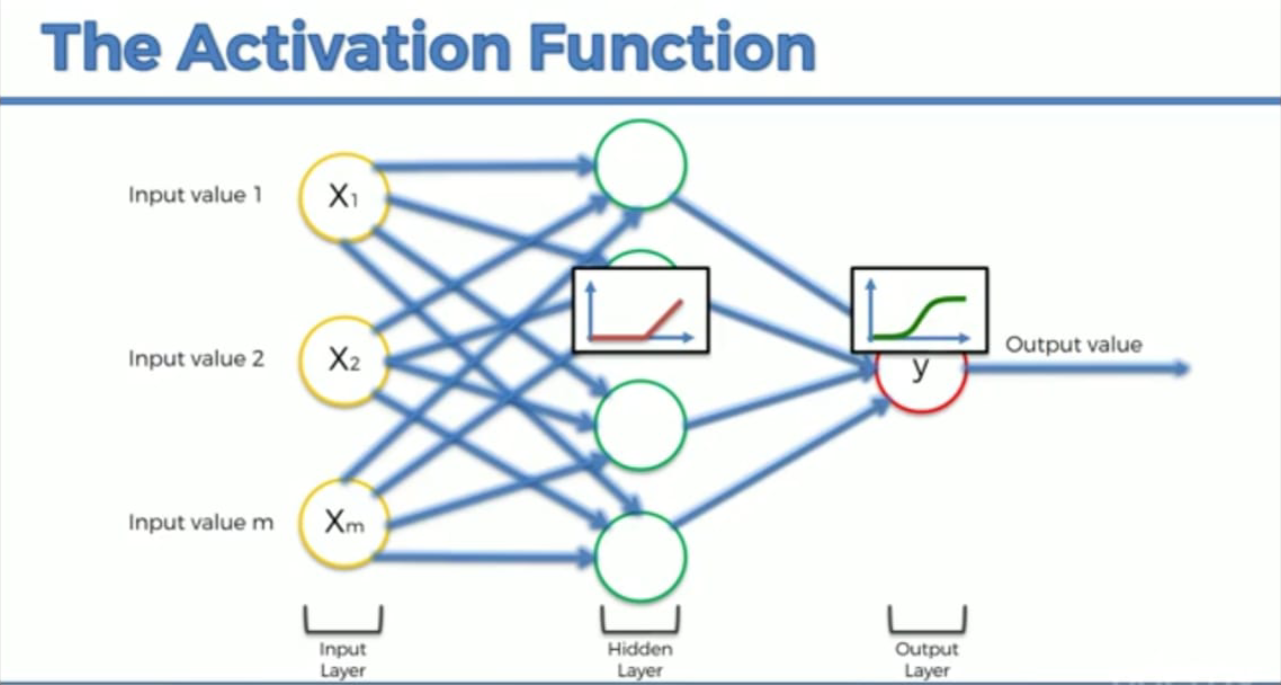 The Activation Function
Input value 1
X1
Input value 2
X2
Input value m
Xm
y
Output value
Input
Layer
Hidden
Layer
Output
Layer